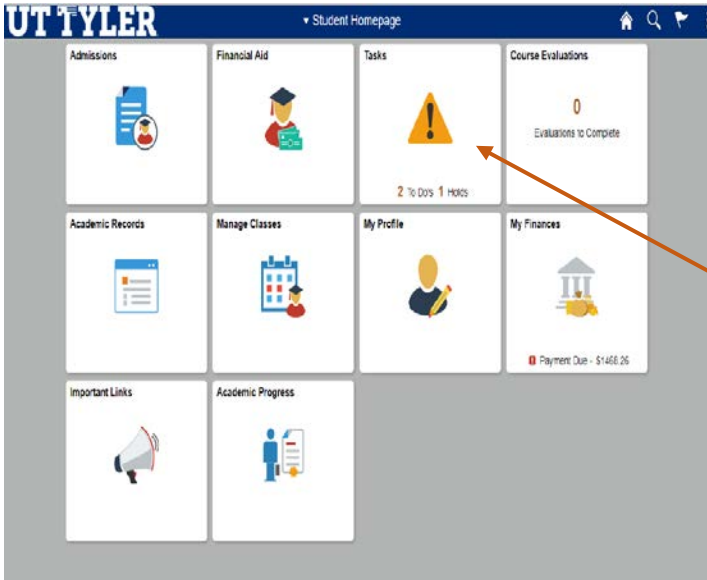 UT TYLER
▾ Student Homepage
Admissions
Financial Aid
Tasks
2 To Do's 1 Holds
Course Evaluations
0
Evaluations to Complete
Academic Records
Manage Classes
My Profile
My Finances
Payment Due - $1468.26
Important Links
Academic Progress